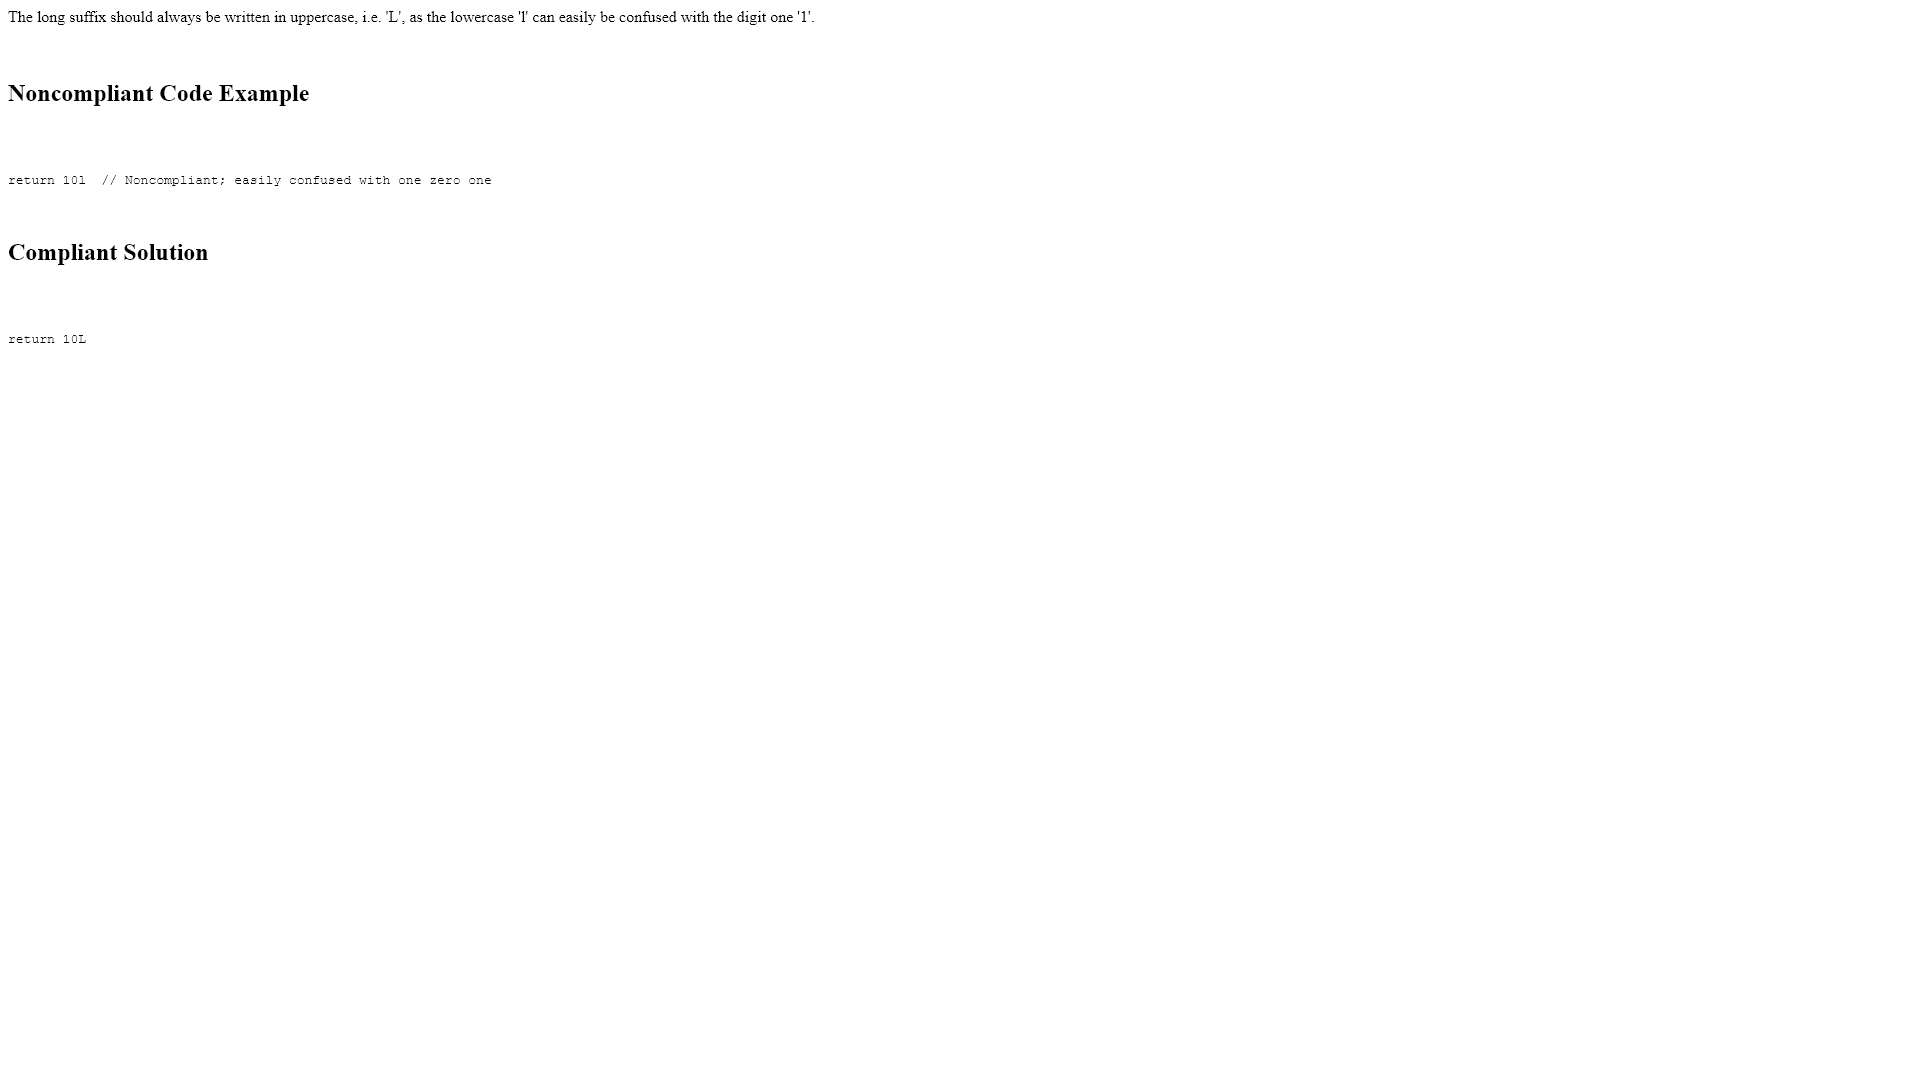 The long suffix should always be written in uppercase, i.e. 'L', as the lowercase 'l' can easily be confused with the digit one '1'.
Noncompliant Code Example
return 10l  // Noncompliant; easily confused with one zero one
Compliant Solution
return 10L